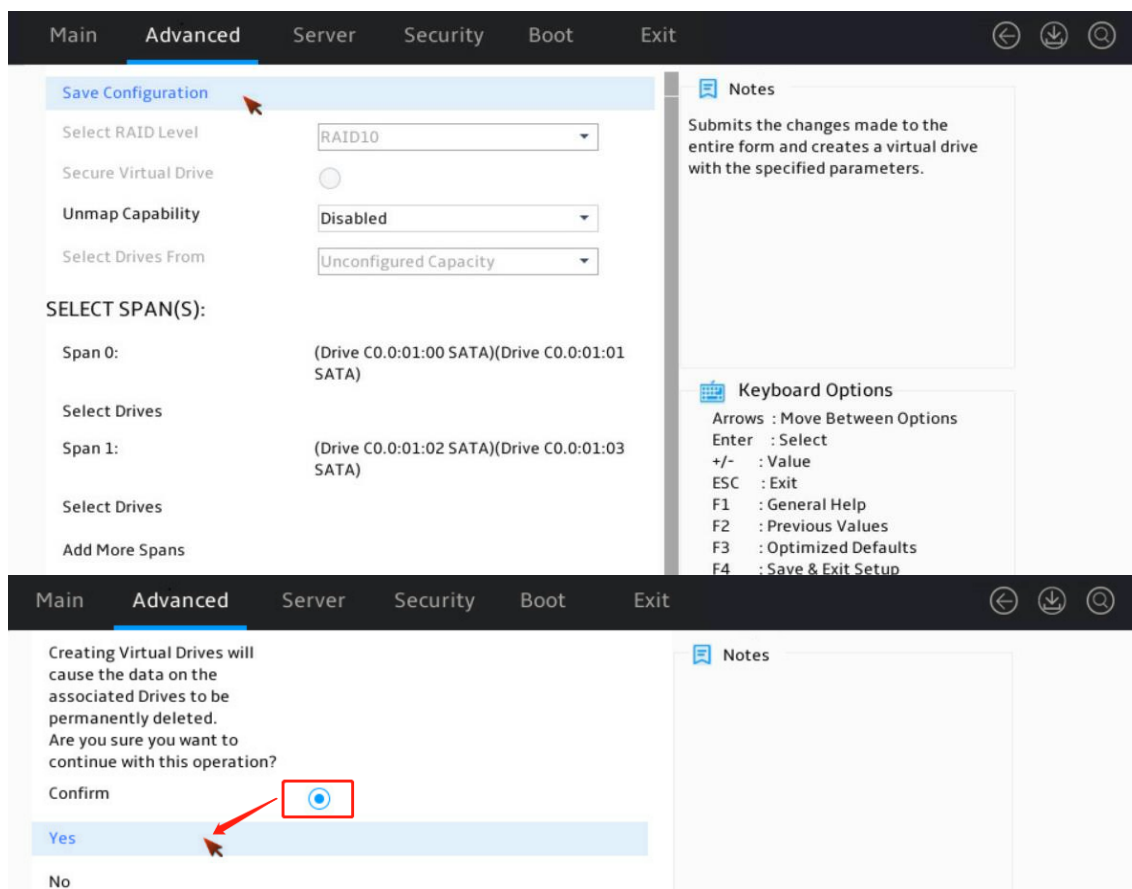 Main Advanced Server Security Boot Exit
Save Configuration
Select RAID Level RAID10
Secure Virtual Drive
Unmap Capability Disabled
Select Drives From Unconfigured Capacity
SELECT SPAN(S):
Span 0: (Drive C0.0:01:00 SATA)(Drive C0.0:01:01
SATA)
Select Drives
Span 1: (Drive C0.0:01:02 SATA)(Drive C0.0:01:03
SATA)
Select Drives
Add More Spans
Notes
Submits the changes made to the
entire form and creates a virtual drive
with the specified parameters.
Keyboard Options
Arrows : Move Between Options
Enter : Select
+/- : Value
ESC : Exit
F1 : General Help
F2 : Previous Values
F3 : Optimized Defaults
F4 : Save & Exit Setup
Main Advanced Server Security Boot Exit
Creating Virtual Drives will
cause the data on the
associated Drives to be
permanently deleted.
Are you sure you want to
continue with this operation?
Confirm
Yes
No
Notes